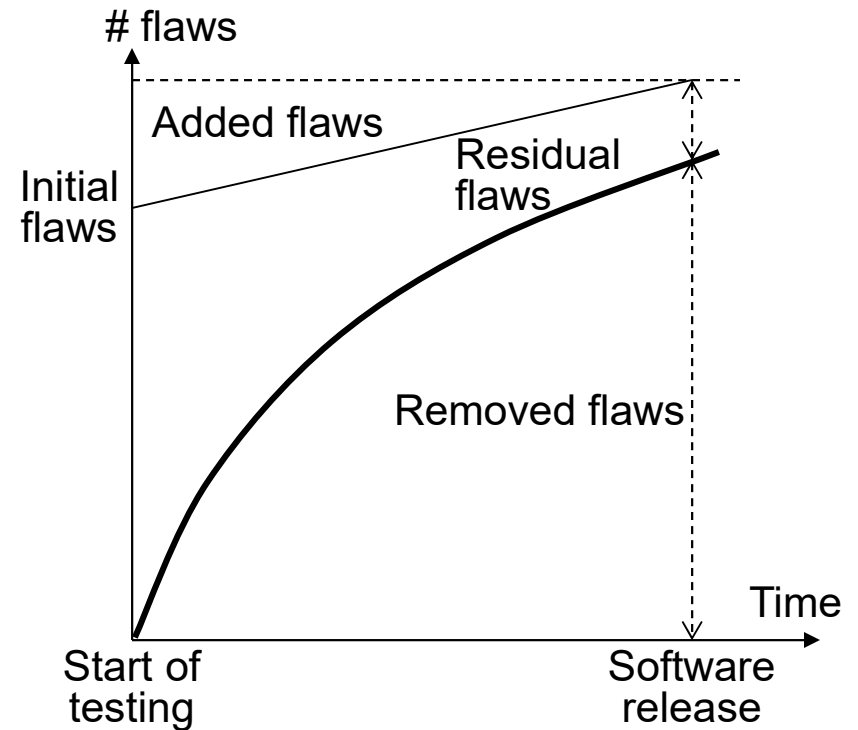 # flaws
Added flaws
Residual
flaws
Initial
flaws
Removed flaws
Time
Start of
testing
Software
release